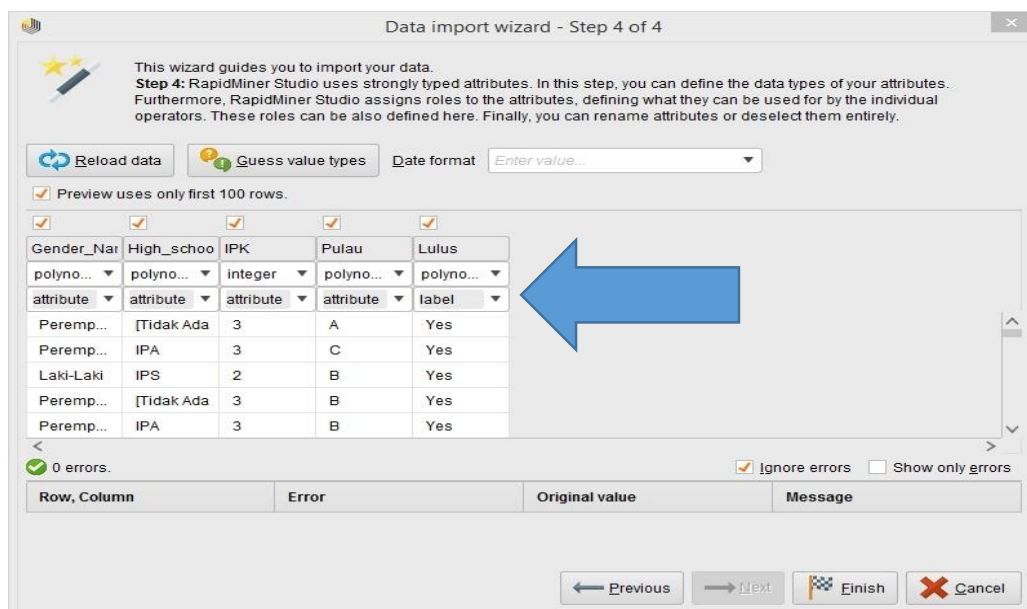 Data import wizard - Step 4 of 4
This wizard guides you to import your data.
Step 4: RapidMiner Studio uses strongly typed attributes. In this step, you can define the data types of your attributes.
Furthermore, RapidMiner Studio assigns roles to the attributes, defining what they can be used for by the individual
operators. These roles can be also defined here. Finally, you can rename attributes or deselect them entirely.
Reload data Guess value types Date format Enter value...
Preview uses only first 100 rows.
Gender_Nar High_schoo IPK Pulau Lulus
polyno... polyno... integer polyno... polyno...
attribute attribute attribute attribute label
Peremp... [Tidak Ada 3 A Yes
Peremp... IPA 3 C Yes
Laki-Laki IPS 2 B Yes
Peremp... [Tidak Ada 3 B Yes
Peremp... IPA 3 B Yes
0 errors. Ignore errors Show only errors
Row, Column Error Original value Message
Previous Next Finish Cancel